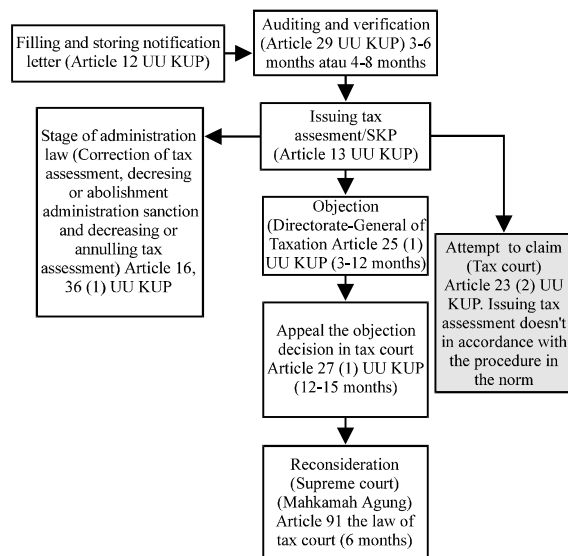 Filling and storing notification
letter (Article 12 UU KUP)
Auditing and verification
(Article 29 UU KUP) 3-6
months atau 4-8 months
Issuing tax
assesment/SKP
(Article 13 UU KUP)
Stage of administration
law (Correction of tax
assessment, decresing
or abolishment
administration sanction
and decreasing or
annulling tax
assessment) Article 16,
36 (1) UU KUP
Objection
(Directorate-General of
Taxation Article 25 (1)
UU KUP (3-12 months)
Attempt to claim
(Tax court)
Article 23 (2) UU
KUP. Issuing tax
assessment doesn't
in accordance with
the procedure in
the norm
Appeal the objection
decision in tax court
Article 27 (1) UU KUP
(12-15 months)
Reconsideration
(Supreme court)
(Mahkamah Agung)
Article 91 the law of
tax court (6 months)